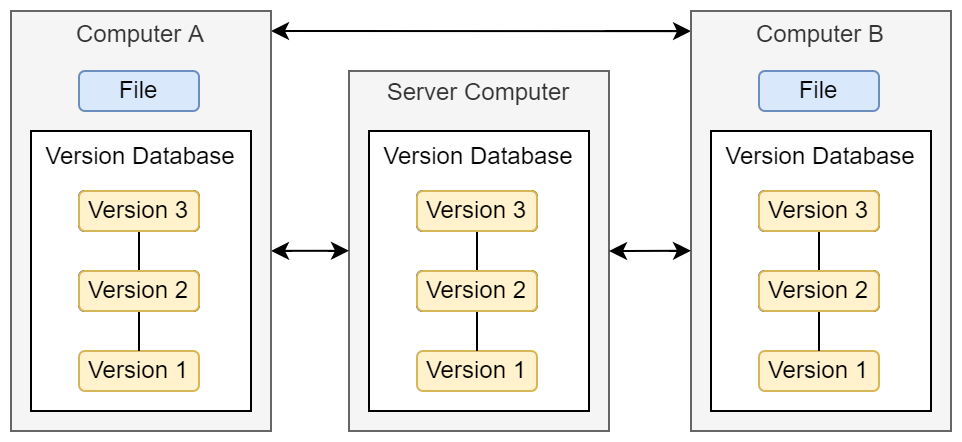 Computer A
File
Version Database
Version 3
Version 2
Version 1
Server Computer
Version Database
Version 3
Version 2
Version 1
Computer B
File
Version Database
Version 3
Version 2
Version 1